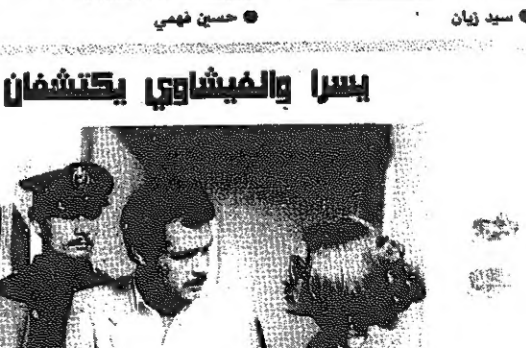 ● سيد زيان
● حسين فهمي
يسرا والفيشاوي يكتشفان